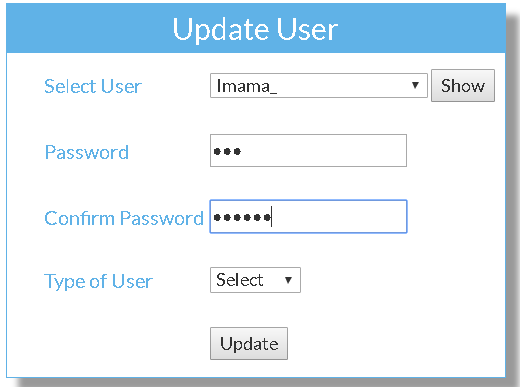 Update User
Select User Imama_ Show
Password •••
Confirm Password ••••••
Type of User Select
Update